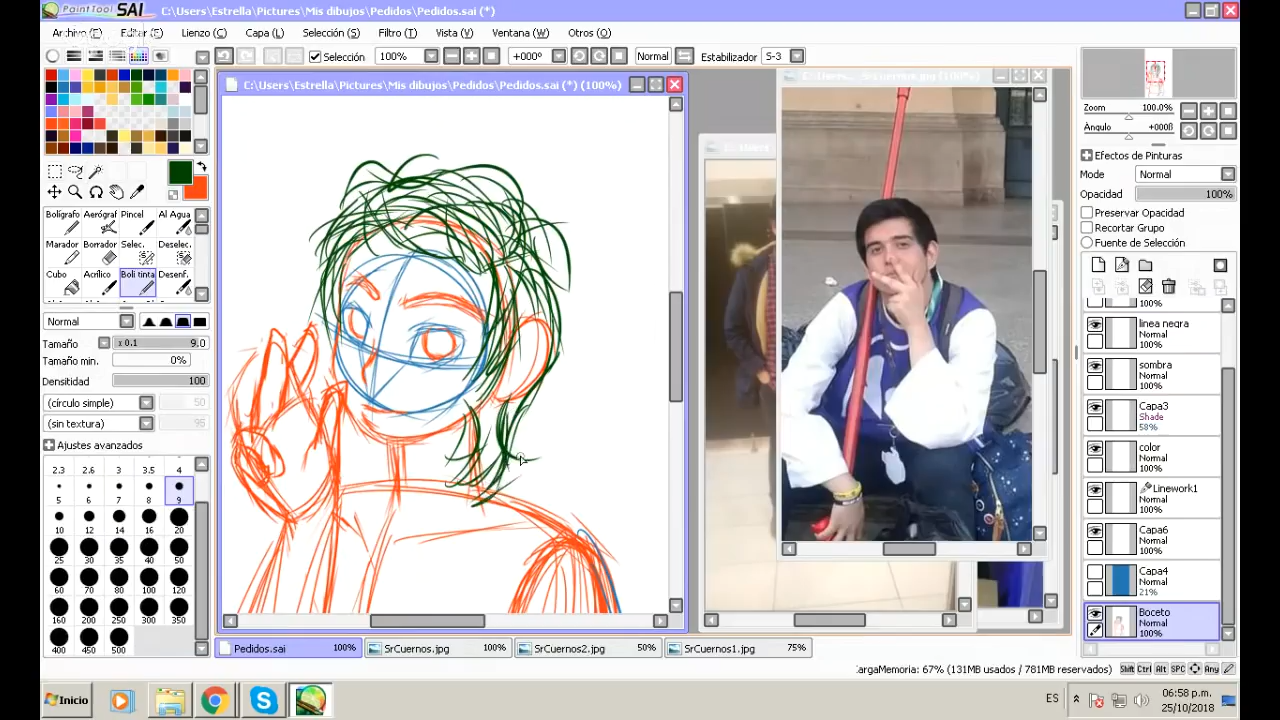 PaintTool SAI C:\Users\Estrella\Pictures\Mis dibujos\Pedidos\Pedidos.sai (*)
Archivo (F) Editar (E) Lienzo (C) Capa (L) Selección (S) Filtro (T) Vista (V) Ventana (W) Otros (O)
Selección 100% +000º Normal Estabilizador S-3
C:\Users\Estrella\Pictures\Mis dibujos\Pedidos\Pedidos.sai (*) (100%)
Zoom 100.0%
Ángulo
Efectos de Pinturas
Modo Normal
Opacidad 100%
Preservar Opacidad
Recortar Grupo
Fuente de Selección
Bolígrafo Aerógraf Pincel Al Agua
Marador Borrador Selec. Deselec.
Cubo Acrílico Boli tinta Desenf.
Normal
Tamaño x 0.1 9.0
Tamaño min. 0%
Densitidad 100
(círculo simple) 50
(sin textura) 95
Ajustes avanzados
2.3 2.6 3 3.5 4
5 6 7 8 9
10 12 14 16 20
25 30 35 40 50
60 70 80 100 120
160 200 250 300 350
400 450 500
100%
linea negra
Normal
100%
sombra
Normal
100%
Capa3
Shade
58%
color
Normal
100%
Linework1
Normal
100%
Capa6
Normal
100%
Capa4
Normal
21%
Boceto
Normal
100%
Pedidos.sai 100% SrCuernos.jpg 100% SrCuernos2.jpg 50% SrCuernos1.jpg 75%
CargaMemoria: 67% (131MB usados / 781MB reservados) Shift Ctrl Alt SPC Any
Inicio ES 06:58 p.m.
25/10/2018